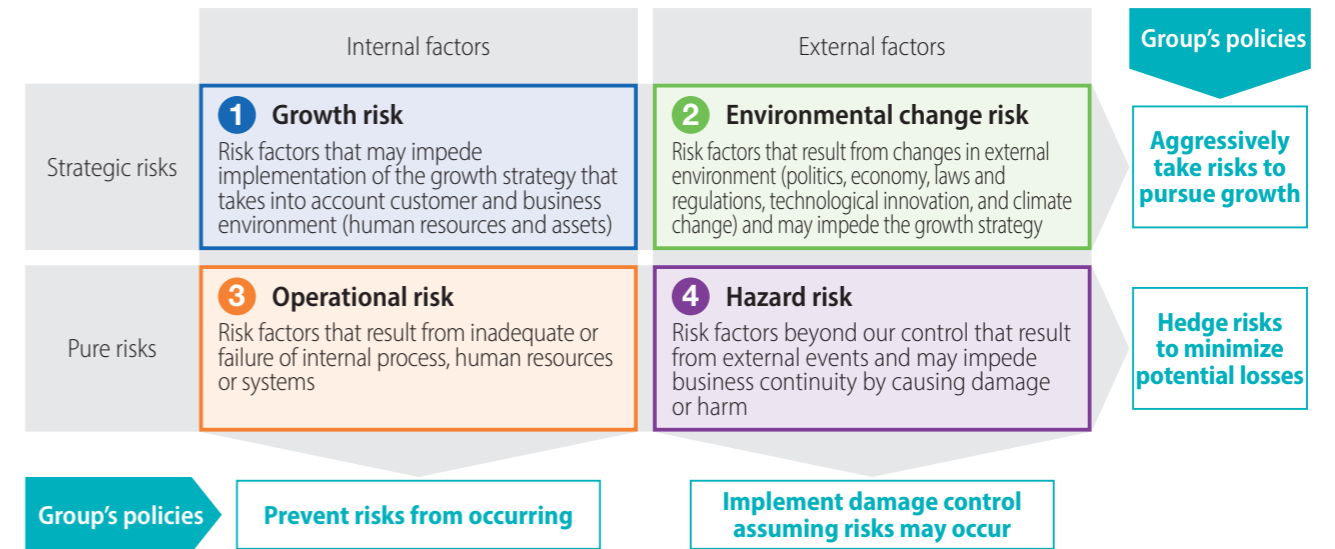 Internal factors
External factors
Group's policies
Strategic risks
1 Growth risk
Risk factors that may impede
implementation of the growth strategy that
takes into account customer and business
environment (human resources and assets)
2 Environmental change risk
Risk factors that result from changes in external
environment (politics, economy, laws and
regulations, technological innovation, and climate
change) and may impede the growth strategy
Aggressively
take risks to
pursue growth
Pure risks
3 Operational risk
Risk factors that result from inadequate or
failure of internal process, human resources
or systems
4 Hazard risk
Risk factors beyond our control that result
from external events and may impede
business continuity by causing damage
or harm
Hedge risks
to minimize
potential losses
Group's policies
Prevent risks from occurring
Implement damage control
assuming risks may occur